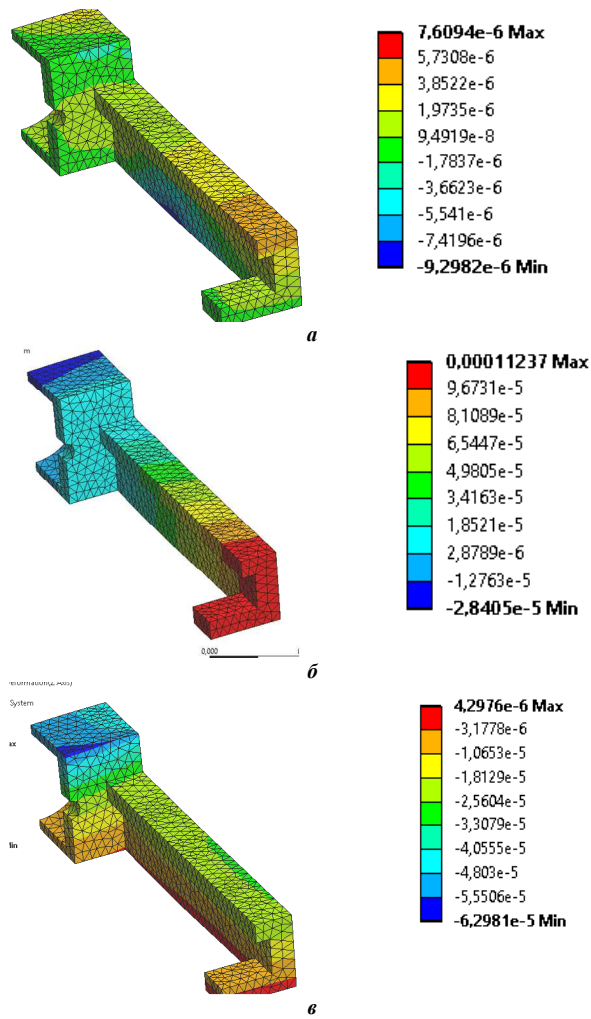 7,6094e-6 Max
5,7308e-6
3,8522e-6
1,9735e-6
9,4919e-8
-1,7837e-6
-3,6623e-6
-5,541e-6
-7,4196e-6
-9,2982e-6 Min
а
m
0,00011237 Max
9,6731e-5
8,1089e-5
6,5447e-5
4,9805e-5
3,4163e-5
1,8521e-5
2,8789e-6
-1,2763e-5
-2,8405e-5 Min
0,000
б
System
4,2976e-6 Max
-3,1778e-6
-1,0653e-5
-1,8129e-5
-2,5604e-5
-3,3079e-5
-4,0555e-5
-4,803e-5
-5,5506e-5
-6,2981e-5 Min
в